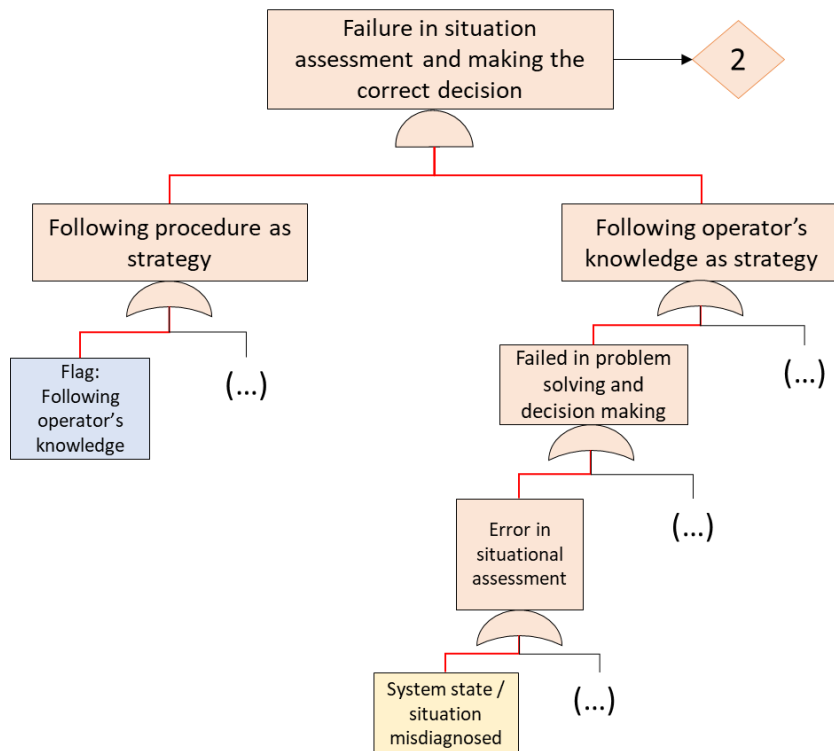 Failure in situation
assessment and making the
correct decision
2
Following procedure as
strategy
Following operator's
knowledge as strategy
Flag:
Following
operator's
knowledge
(...)
Failed in problem
solving and
decision making
(...)
Error in
situational
assessment
(...)
System state /
situation
misdiagnosed
(...)